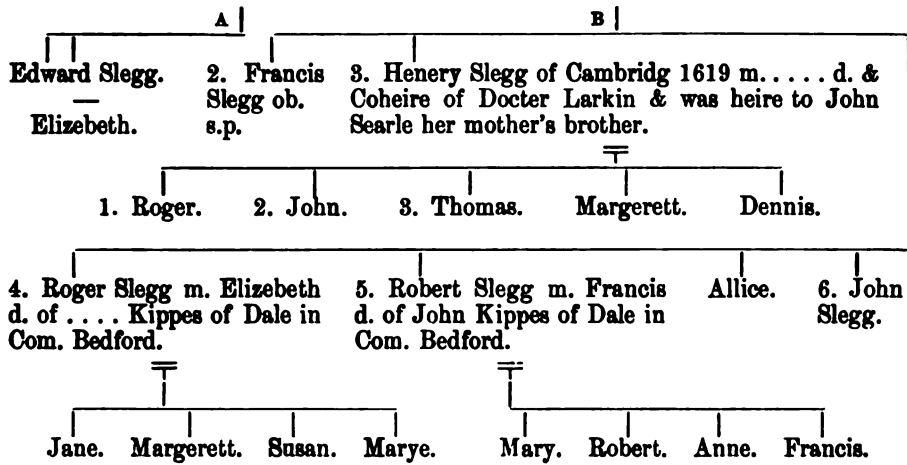 A B
Edward Slegg.
—
Elizebeth.
2. Francis
Slegg ob.
s.p.
3. Henery Slegg of Cambridg 1619 m. . . . . d. &
Coheire of Docter Larkin & was heire to John
Searle her mother's brother.
1. Roger. 2. John. 3. Thomas. Margerett. Dennis.
4. Roger Slegg m. Elizebeth
d. of . . . . Kippes of Dale in
Com. Bedford.
5. Robert Slegg m. Francis
d. of John Kippes of Dale in
Com. Bedford.
Allice.
6. John
Slegg.
Jane. Margerett. Susan. Marye. Mary. Robert. Anne. Francis.